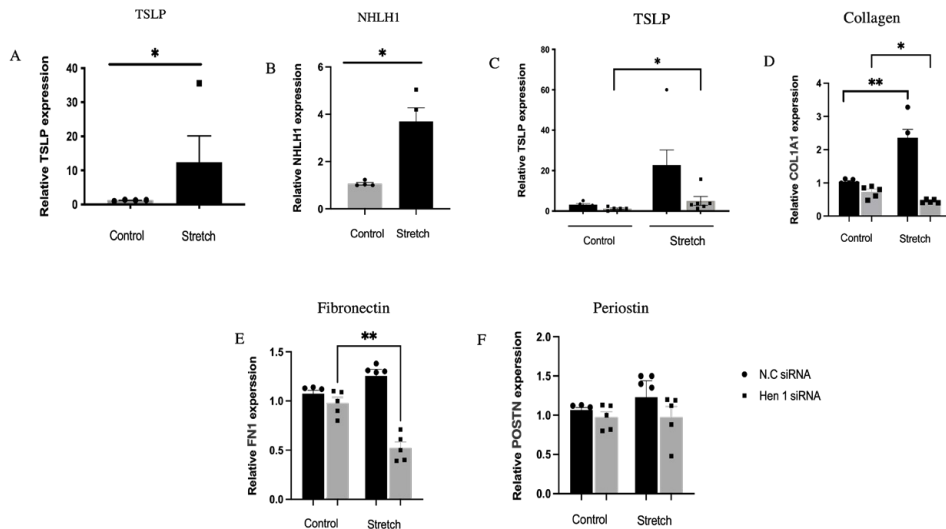 TSLP
A
*
Relative TSLP expression
40
30
20
10
0
Control
Stretch
NHLH1
B
*
Relative NHLH1 expression
6
4
2
0
Control
Stretch
TSLP
C
*
Relative TSLP expression
80
60
40
20
0
Control
Stretch
Collagen
D
*
**
Relative COL1A1 experssion
4
3
2
1
0
Control
Stretch
Fibronectin
E
**
Relative FN1 experssion
1.5
1.0
0.5
0.0
Control
Stretch
Periostin
F
Relative POSTN experssion
2.0
1.5
1.0
0.5
0.0
Control
Stretch
N.C siRNA
Hen 1 siRNA